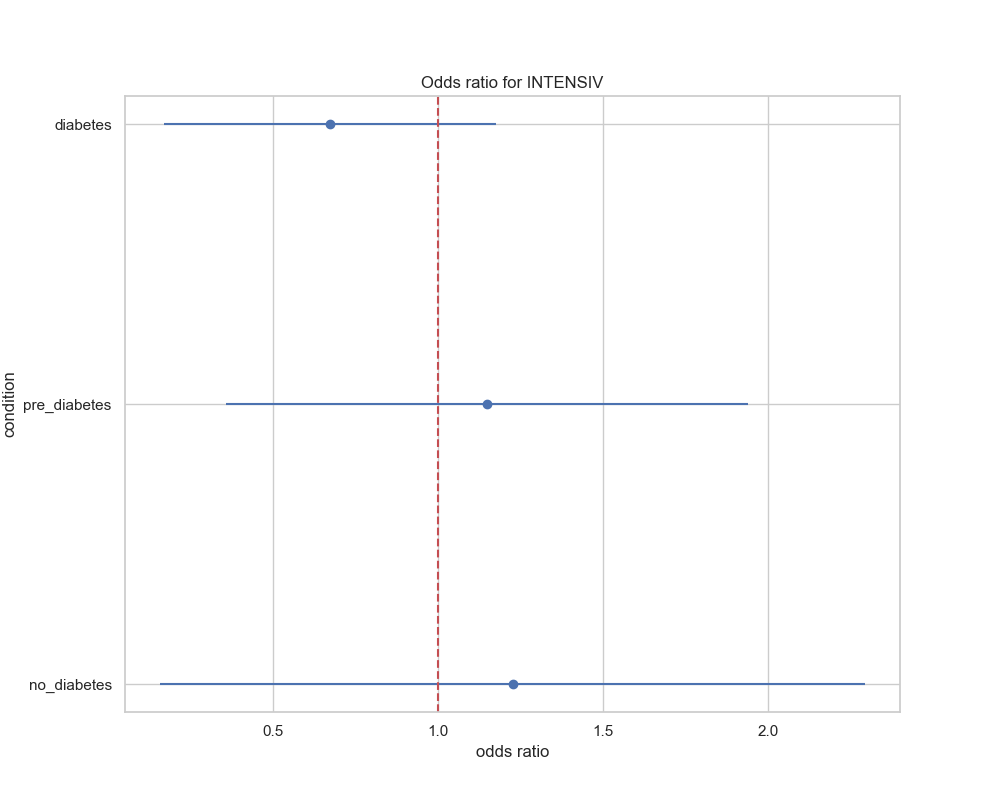 Odds ratio for INTENSIV
diabetes
pre_diabetes
no_diabetes
condition
0.5
1.0
1.5
2.0
odds ratio